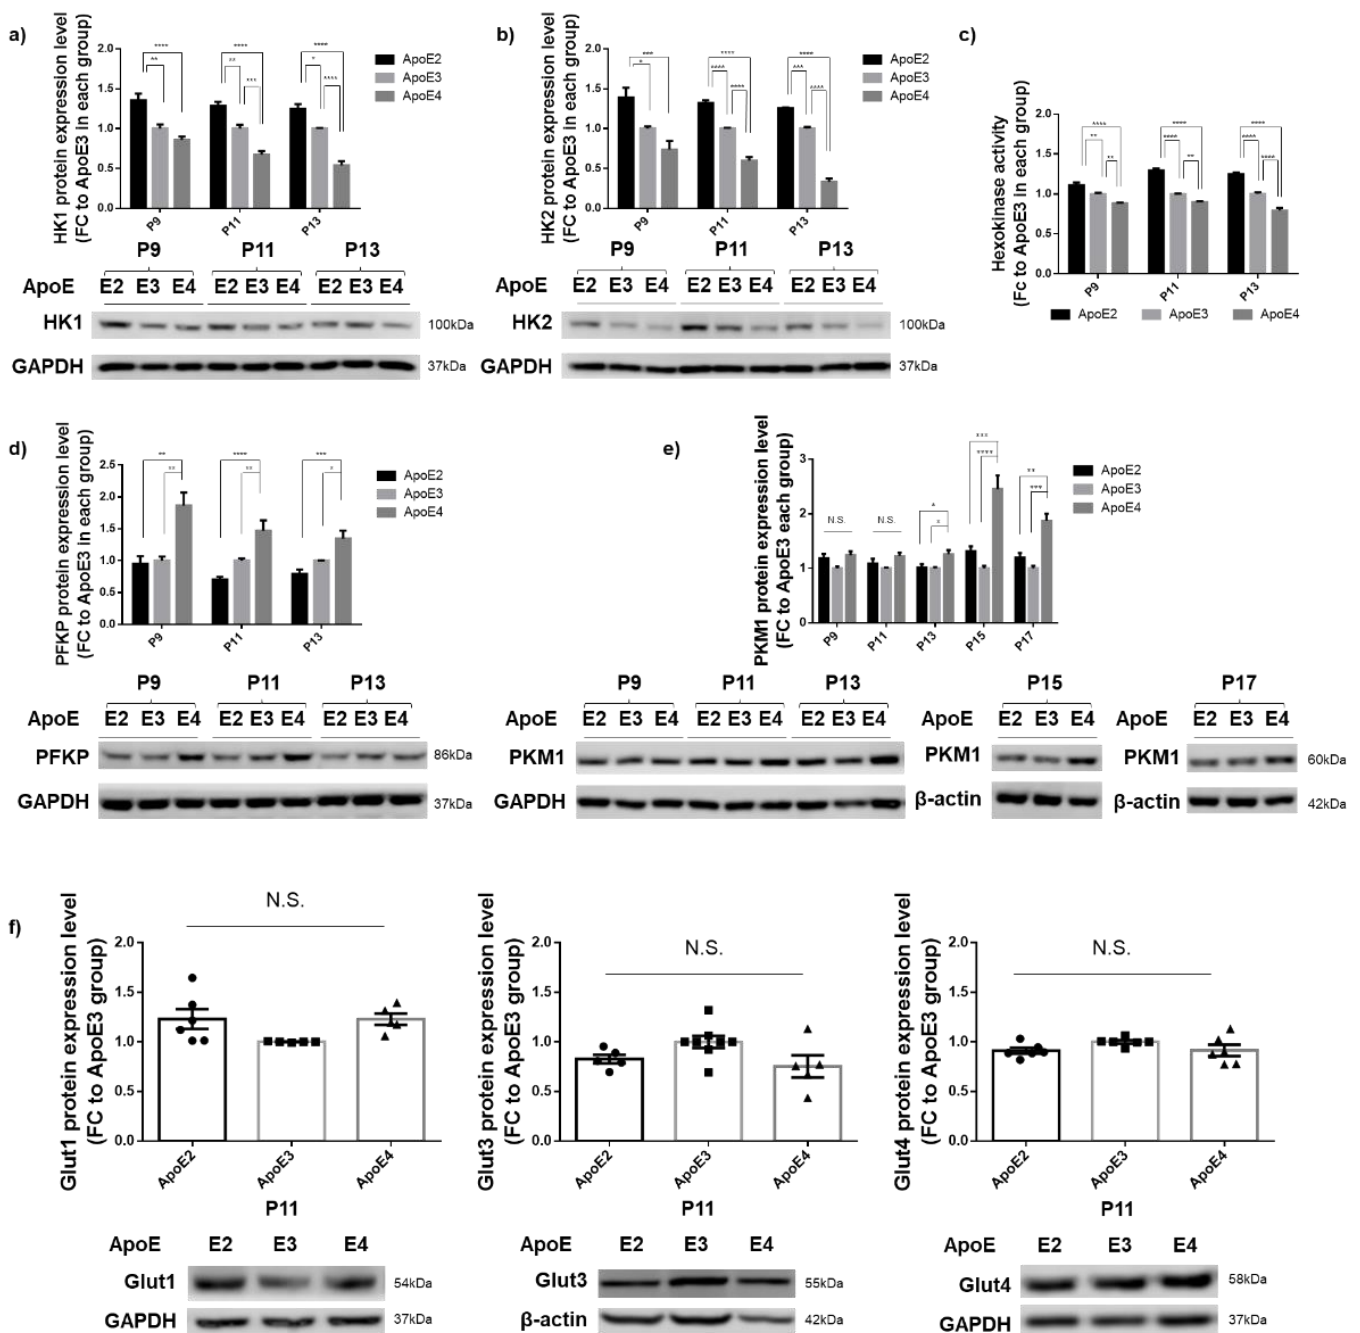 a)
HK1 protein expression level
(FC to ApoE3 in each group)
2.0
1.5
1.0
0.5
0.0
****
**
****
##
***
****
*
****
P9
P11
P13
ApoE2
ApoE3
ApoE4
P9
P11
P13
ApoE
E2 E3 E4
E2 E3 E4
E2 E3 E4
HK1
100kDa
GAPDH
37kDa
b)
HK2 protein expression level
(FC to ApoE3 in each group)
2.0
1.5
1.0
0.5
0.0
***
*
****
****
****
****
***
****
P9
P11
P13
ApoE2
ApoE3
ApoE4
P9
P11
P13
ApoE
E2 E3 E4
E2 E3 E4
E2 E3 E4
HK2
100kDa
GAPDH
37kDa
c)
Hexokinase activity
(Fc to ApoE3 in each group)
2.0
1.5
1.0
0.5
0.0
****
**
**
****
****
**
****
****
****
P9
P11
P13
ApoE2
ApoE3
ApoE4
d)
PFKP protein expression level
(FC to ApoE3 in each group)
2.5
2.0
1.5
1.0
0.5
0.0
**
**
****
**
***
*
P9
P11
P13
ApoE2
ApoE3
ApoE4
P9
P11
P13
ApoE
E2 E3 E4
E2 E3 E4
E2 E3 E4
PFKP
86kDa
GAPDH
37kDa
e)
PKM1 protein expression level
(FC to ApoE3 each group)
3
2
1
0
N.S.
N.S.
*
*
***
****
**
***
P9
P11
P13
P15
P17
ApoE2
ApoE3
ApoE4
P9
P11
P13
P15
P17
ApoE
E2 E3 E4
E2 E3 E4
E2 E3 E4
ApoE
E2 E3 E4
ApoE
E2 E3 E4
PKM1
PKM1
PKM1
60kDa
GAPDH
β-actin
β-actin
42kDa
f)
Glut1 protein expression level
(FC to ApoE3 group)
N.S.
2.0
1.5
1.0
0.5
0.0
ApoE2
ApoE3
ApoE4
P11
ApoE
E2 E3 E4
Glut1
54kDa
GAPDH
37kDa
Glut3 protein expression level
(FC to ApoE3 group)
N.S.
2.0
1.5
1.0
0.5
0.0
ApoE2
ApoE3
ApoE4
P11
ApoE
E2 E3 E4
Glut3
55kDa
β-actin
42kDa
Glut4 protein expression level
(FC to ApoE3 group)
N.S.
2.0
1.5
1.0
0.5
0.0
ApoE2
ApoE3
ApoE4
P11
ApoE
E2 E3 E4
Glut4
58kDa
GAPDH
37kDa